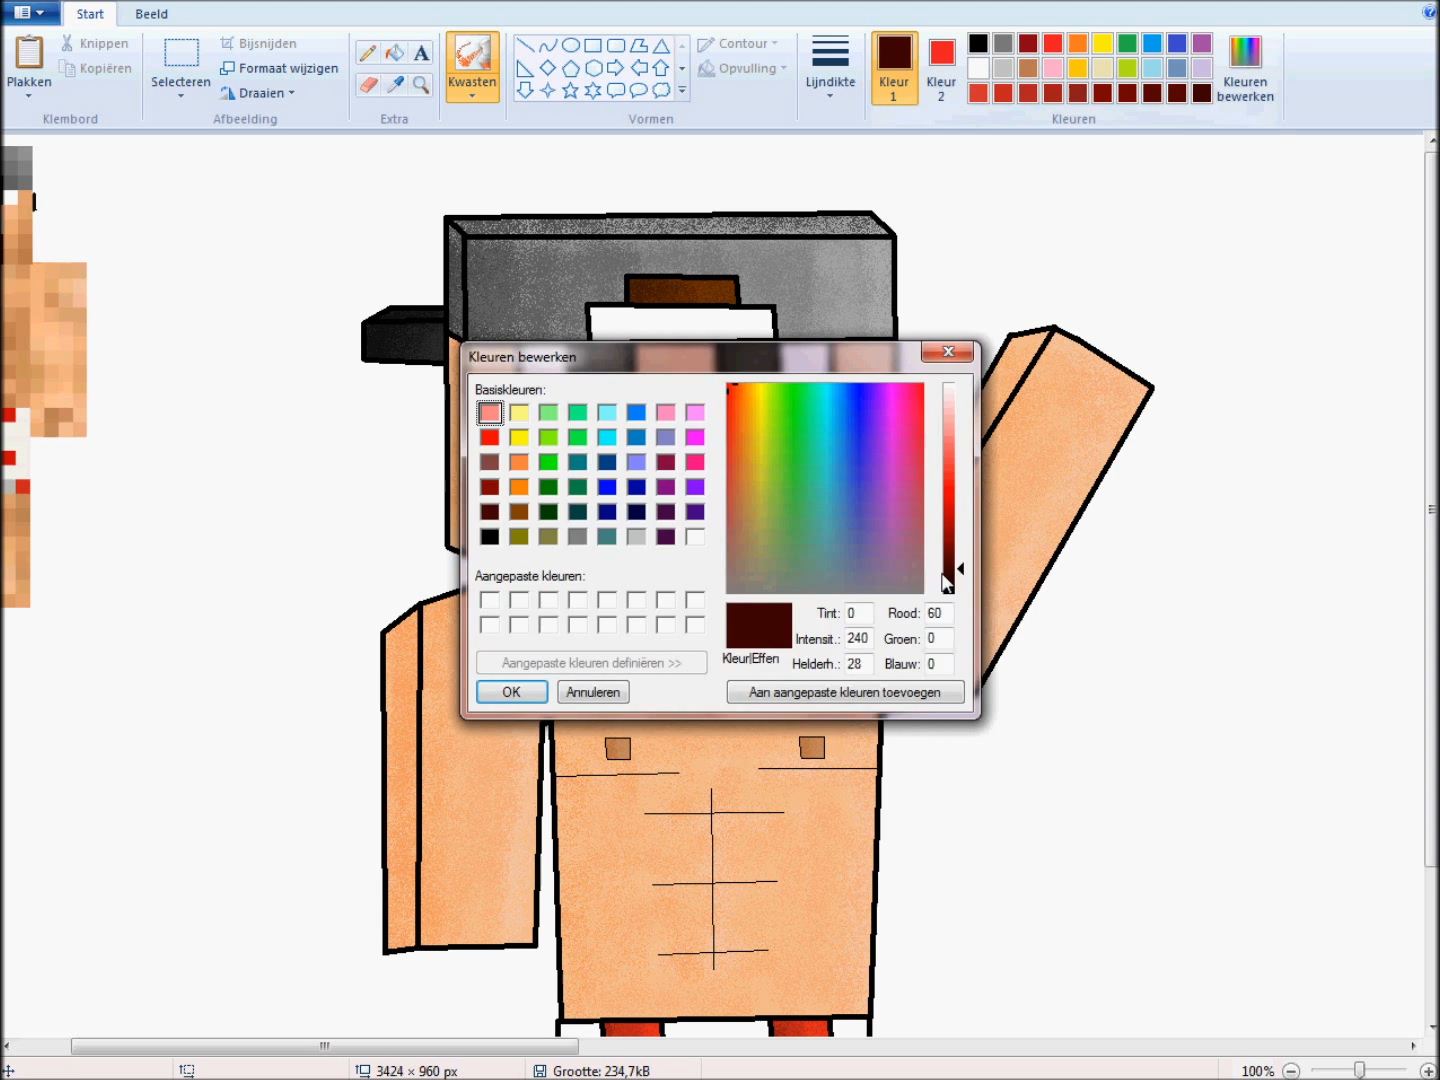 Start
Beeld
Plakken
Knippen
Kopiëren
Klembord
Selecteren
Bijsnijden
Formaat wijzigen
Draaien
Afbeelding
A
Extra
Kwasten
Contour
Opvulling
Vormen
Lijndikte
Kleur
1
Kleur
2
Kleuren
bewerken
Kleuren
Kleuren bewerken
Basiskleuren:
Aangepaste kleuren:
Aangepaste kleuren definiëren >>
OK
Annuleren
Kleur|Effen
Tint: 0
Rood: 60
Intensit.: 240
Groen: 0
Helderh.: 28
Blauw: 0
Aan aangepaste kleuren toevoegen
3424 × 960 px
Grootte: 234,7kB
100%